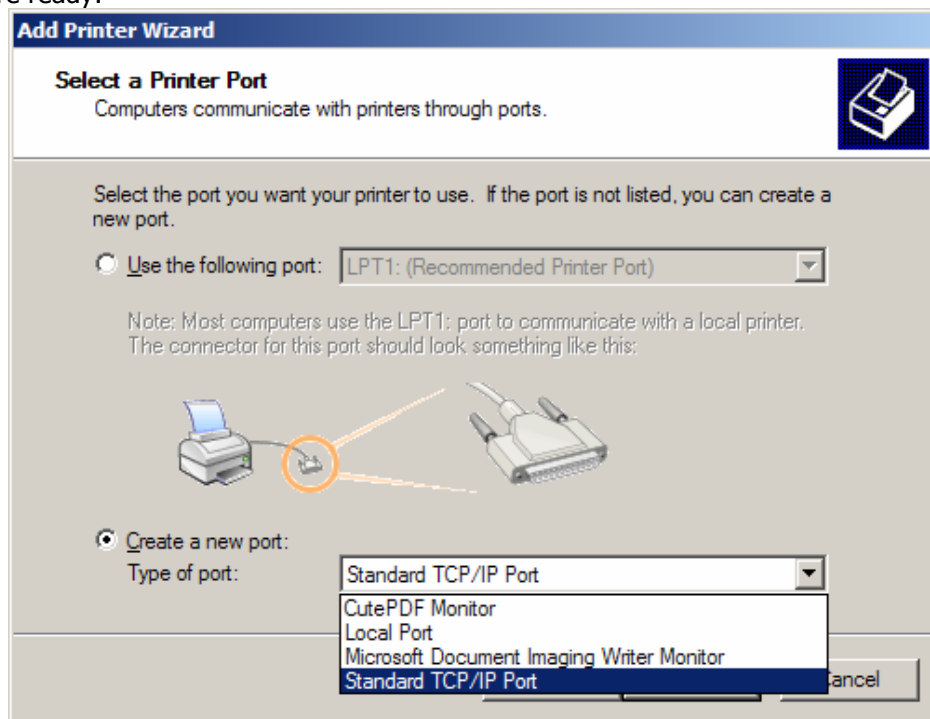 ready.
Add Printer Wizard
Select a Printer Port
Computers communicate with printers through ports.
Select the port you want your printer to use. If the port is not listed, you can create a
new port.
Use the following port:
LPT1: (Recommended Printer Port)
Note: Most computers use the LPT1: port to communicate with a local printer.
The connector for this port should look something like this:
Create a new port:
Type of port:
Standard TCP/IP Port
CutePDF Monitor
Local Port
Microsoft Document Imaging Writer Monitor
Standard TCP/IP Port